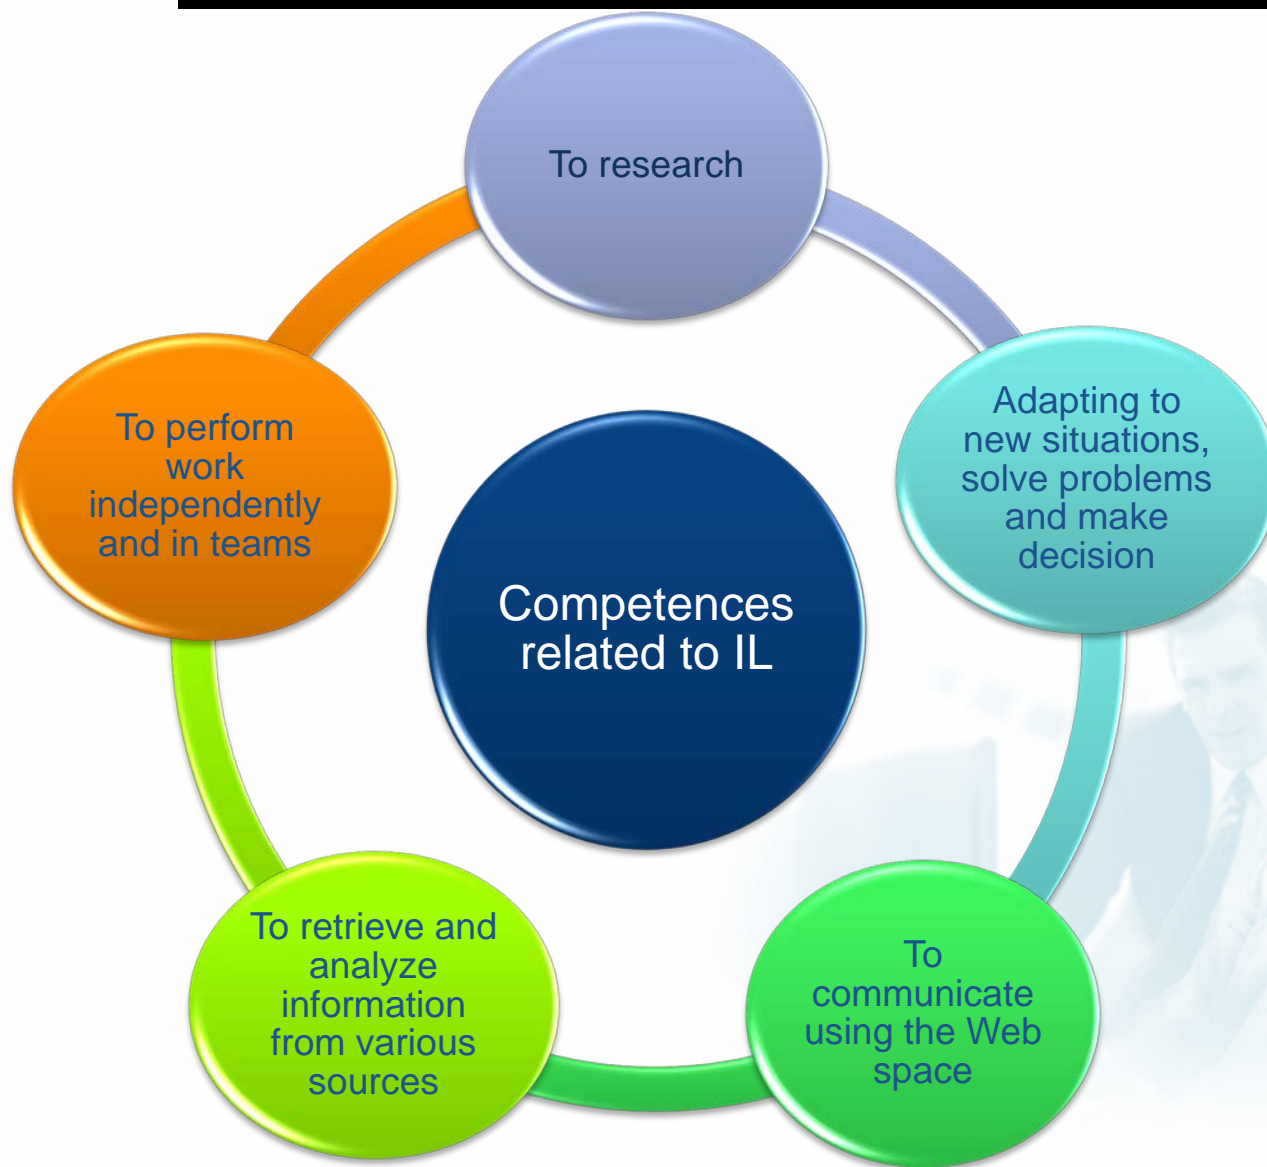 To research
Adapting to
new situations,
solve problems
and make
decision
To
communicate
using the Web
space
To retrieve and
analyze
information
from various
sources
To perform
work
independently
and in teams
Competences
related to IL